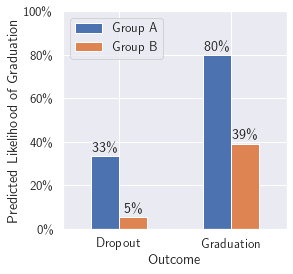 100%
80%
60%
40%
20%
0%
Predicted Likelihood of Graduation
Group A
Group B
33%
5%
80%
39%
Dropout
Graduation
Outcome